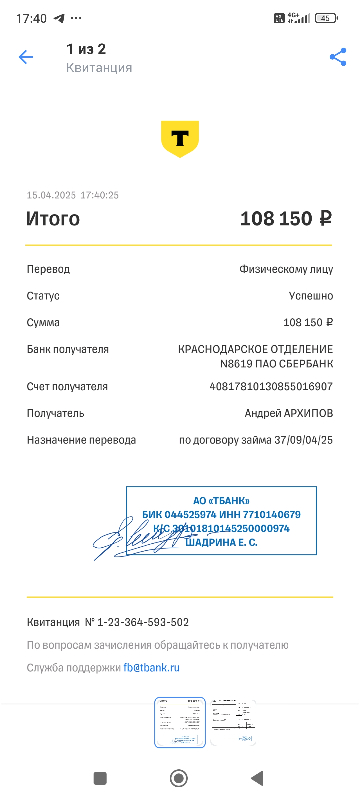 17:40
4G+
45
1 из 2
Квитанция
Т
15.04.2025 17:40:25
Итого 108 150 ₽
Перевод Физическому лицу
Статус Успешно
Сумма 108 150 ₽
Банк получателя КРАСНОДАРСКОЕ ОТДЕЛЕНИЕ
N8619 ПАО СБЕРБАНК
Счет получателя 40817810130855016907
Получатель Андрей АРХИПОВ
Назначение перевода по договору займа 37/09/04/25
АО «ТБАНК»
БИК 044525974 ИНН 7710140679
К/С 30101810145250000974
ШАДРИНА Е. С.
Квитанция № 1-23-364-593-502
По вопросам зачисления обращайтесь к получателю
Служба поддержки fb@tbank.ru